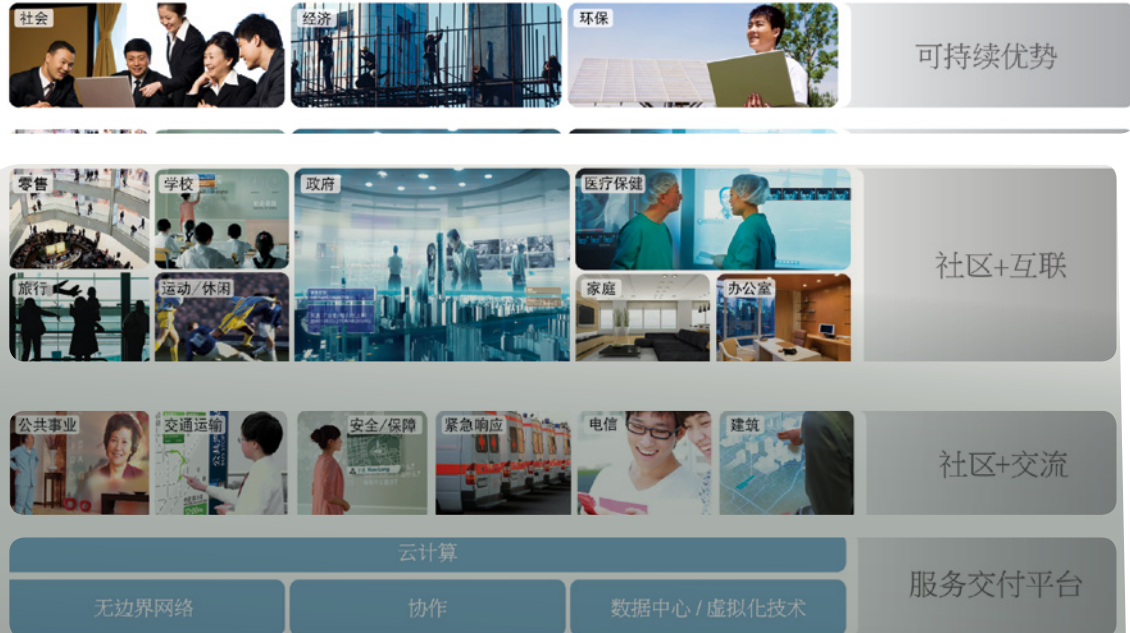 社会
经济
环保
可持续优势
零售
学校
政府
医疗保健
旅行
运动/休闲
家庭
办公室
社区+互联
公共事业
交通运输
安全/保障
紧急响应
电信
建筑
社区+交流
云计算
无边界网络
协作
数据中心/虚拟化技术
服务交付平台